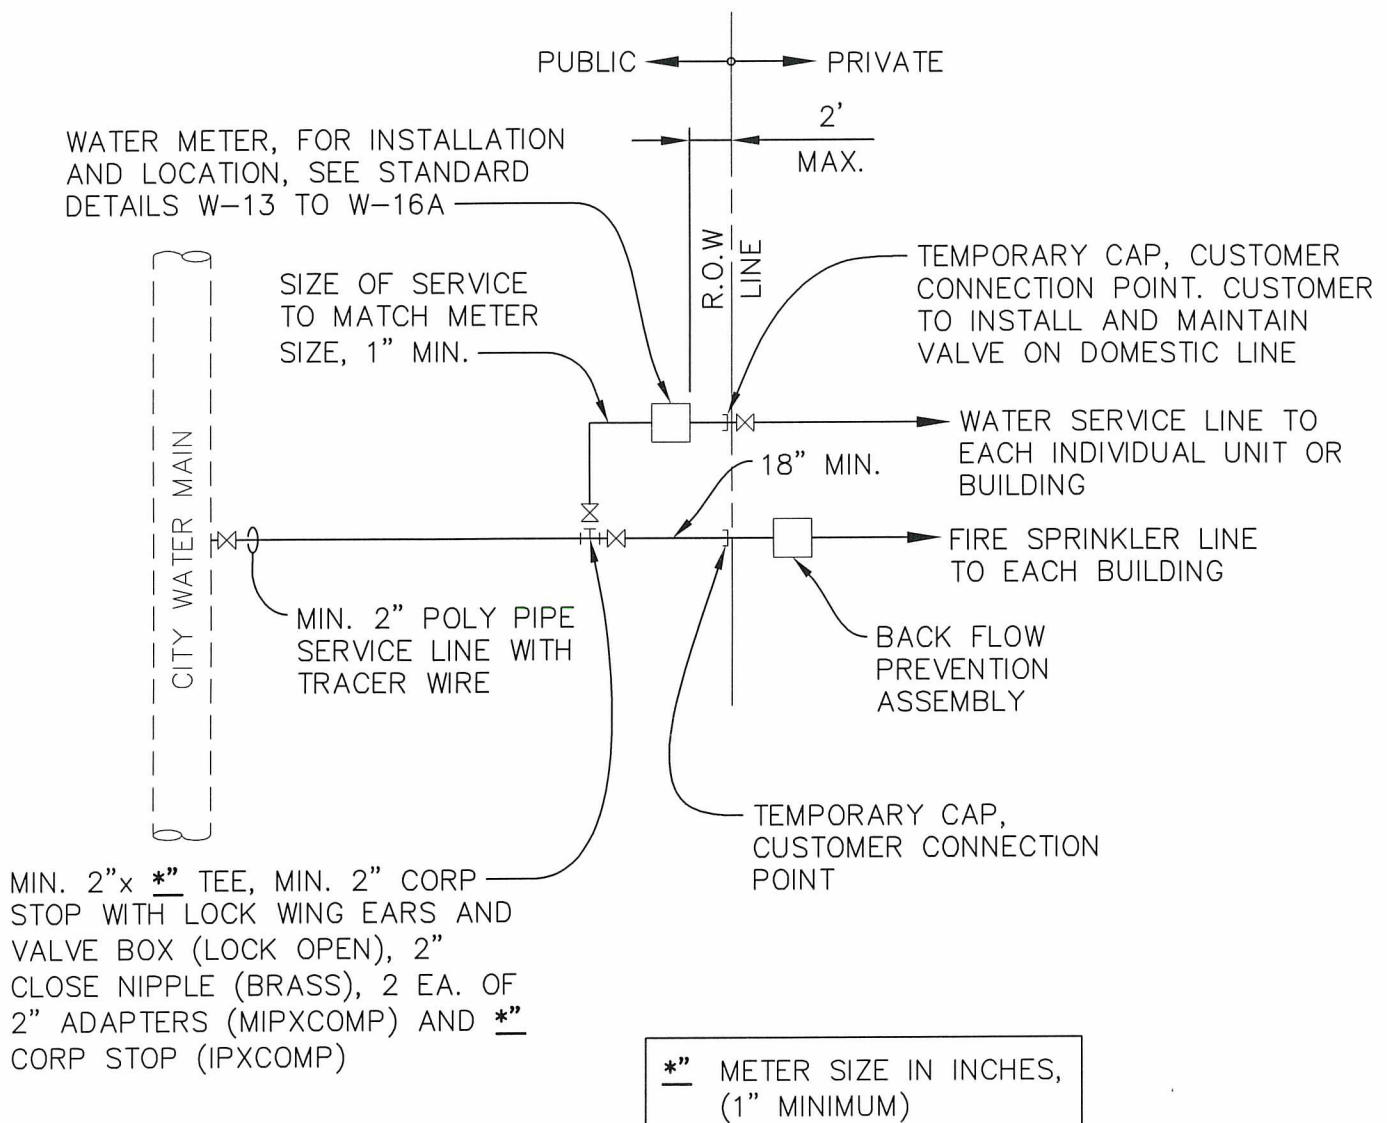 PUBLIC
PRIVATE
2'
MAX.
WATER METER, FOR INSTALLATION
AND LOCATION, SEE STANDARD
DETAILS W-13 TO W-16A
R.O.W
LINE
SIZE OF SERVICE
TO MATCH METER
SIZE, 1" MIN.
TEMPORARY CAP, CUSTOMER
CONNECTION POINT. CUSTOMER
TO INSTALL AND MAINTAIN
VALVE ON DOMESTIC LINE
WATER SERVICE LINE TO
EACH INDIVIDUAL UNIT OR
BUILDING
18" MIN.
CITY WATER MAIN
FIRE SPRINKLER LINE
TO EACH BUILDING
MIN. 2" POLY PIPE
SERVICE LINE WITH
TRACER WIRE
BACK FLOW
PREVENTION
ASSEMBLY
TEMPORARY CAP,
CUSTOMER CONNECTION
POINT
MIN. 2"x *" TEE, MIN. 2" CORP
STOP WITH LOCK WING EARS AND
VALVE BOX (LOCK OPEN), 2"
CLOSE NIPPLE (BRASS), 2 EA. OF
2" ADAPTERS (MIPXCOMP) AND *"
CORP STOP (IPXCOMP)
*" METER SIZE IN INCHES,
(1" MINIMUM)